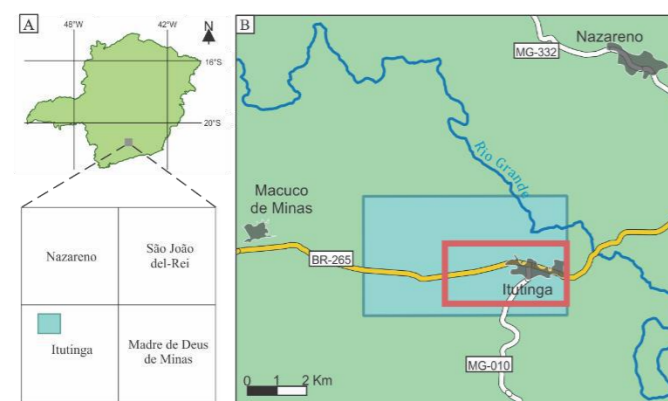 A
48°W
42°W
N
16°S
20°S
Nazareno
São João
del-Rei
Itutinga
Madre de Deus
de Minas
B
Nazareno
MG-332
Rio Grande
Macuco
de Minas
BR-265
Itutinga
MG-010
0 1 2 Km